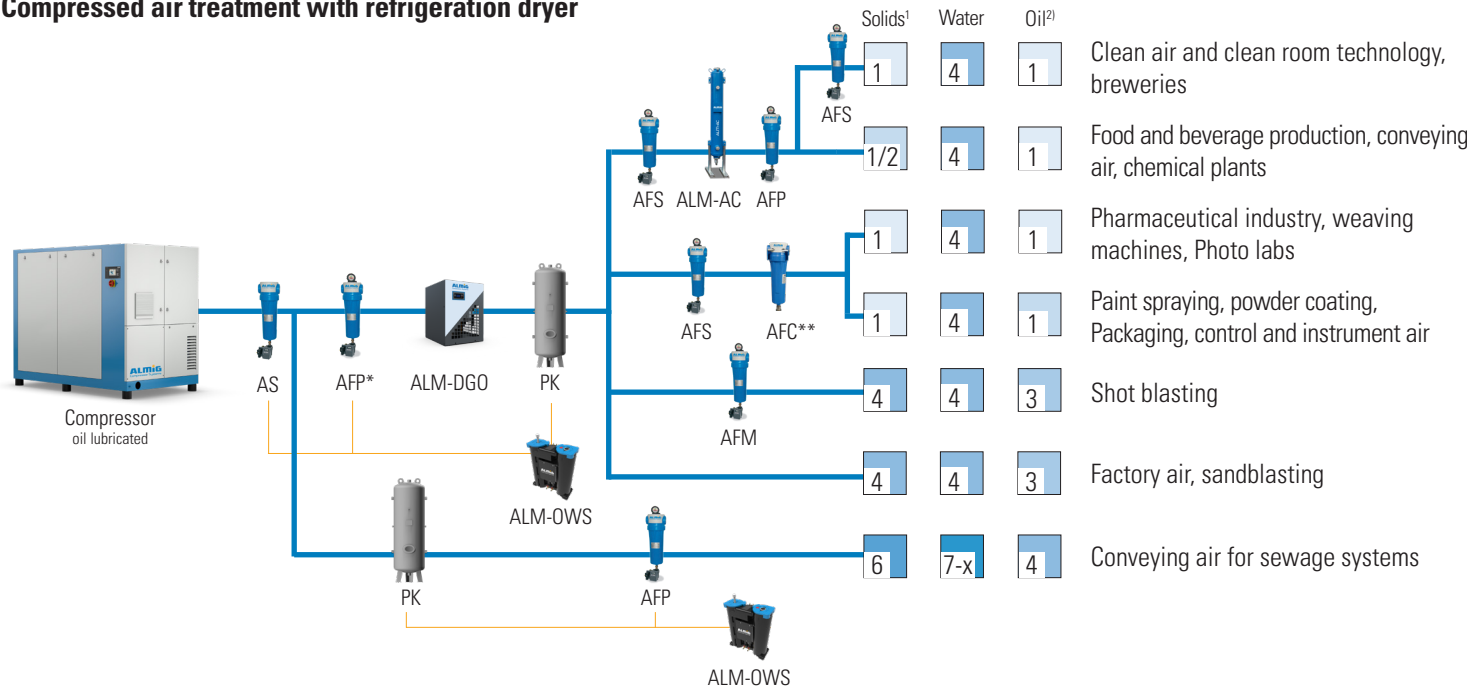 Compressed air treatment with refrigeration dryer
Solids¹ Water Oil²⁾
1 4 1
Clean air and clean room technology,
breweries
AFS
1/2 4 1
Food and beverage production, conveying
air, chemical plants
AFS ALM-AC AFP
1 4 1
Pharmaceutical industry, weaving
machines, Photo labs
AFS AFC**
1 4 1
Paint spraying, powder coating,
Packaging, control and instrument air
ALMiG
Compressor
oil lubricated
AS AFP* ALM-DGO PK
4 4 3
Shot blasting
AFM
4 4 3
Factory air, sandblasting
ALM-OWS
6 7-x 4
Conveying air for sewage systems
PK AFP
ALM-OWS